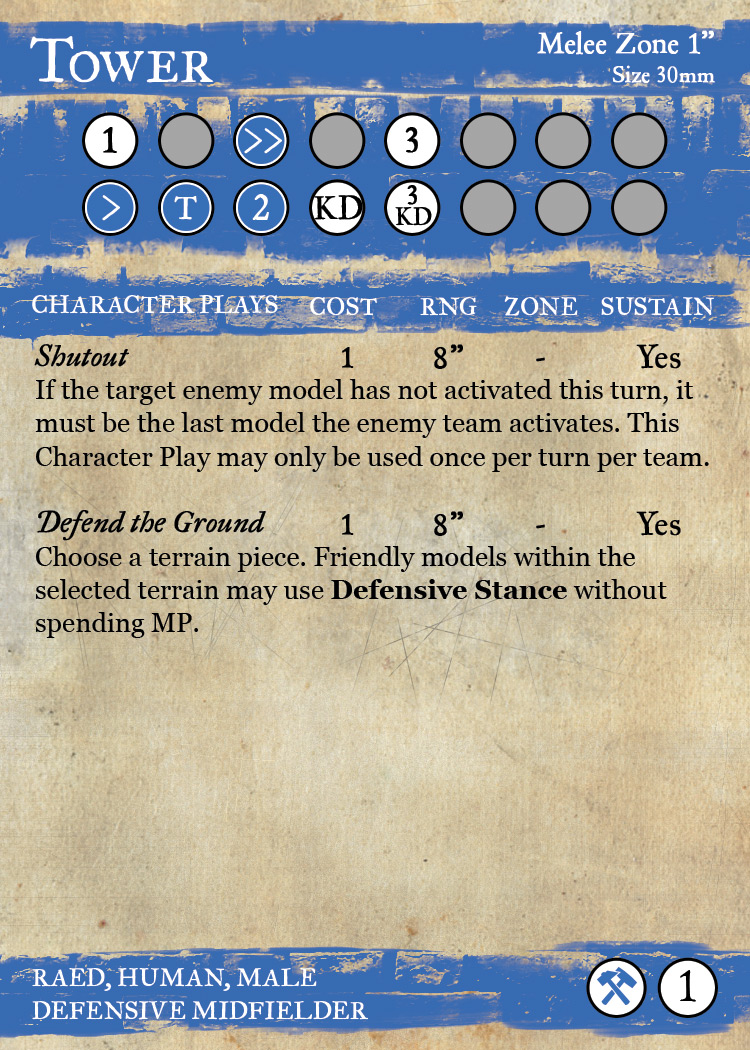 Tower
Melee Zone 1”
Size 30mm
1 >> 3
> T 2 KD 3 KD
CHARACTER PLAYS COST RNG ZONE SUSTAIN
Shutout 1 8” - Yes
If the target enemy model has not activated this turn, it
must be the last model the enemy team activates. This
Character Play may only be used once per turn per team.
Defend the Ground 1 8” - Yes
Choose a terrain piece. Friendly models within the
selected terrain may use Defensive Stance without
spending MP.
RAED, HUMAN, MALE
DEFENSIVE MIDFIELDER
1